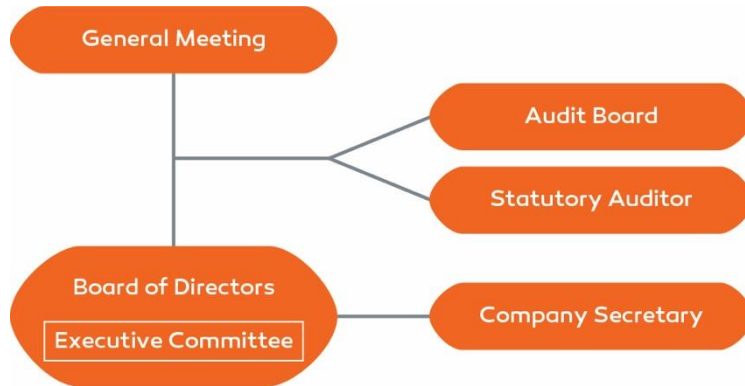 General Meeting
Audit Board
Statutory Auditor
Board of Directors
Executive Committee
Company Secretary